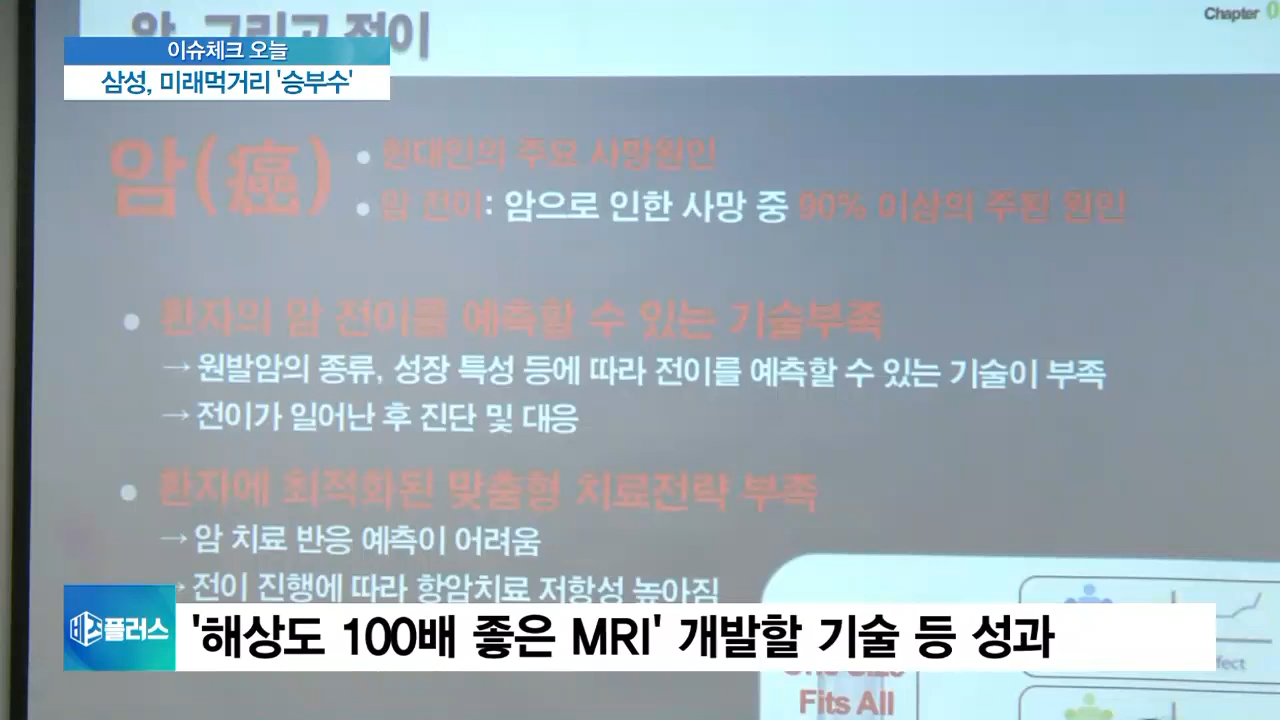 암, 그리고 전이
Chapter 0
이슈체크 오늘
삼성, 미래먹거리 '승부수'
암(癌)
• 현대인의 주요 사망원인
• 암 전이: 암으로 인한 사망 중 90% 이상의 주된 원인
• 환자의 암 전이를 예측할 수 있는 기술부족
→ 원발암의 종류, 성장 특성 등에 따라 전이를 예측할 수 있는 기술이 부족
→ 전이가 일어난 후 진단 및 대응
• 환자에 최적화된 맞춤형 치료전략 부족
→ 암 치료 반응 예측이 어려움
→ 전이 진행에 따라 항암치료 저항성 높아짐
비즈플러스
'해상도 100배 좋은 MRI' 개발할 기술 등 성과
One Size
Fits All